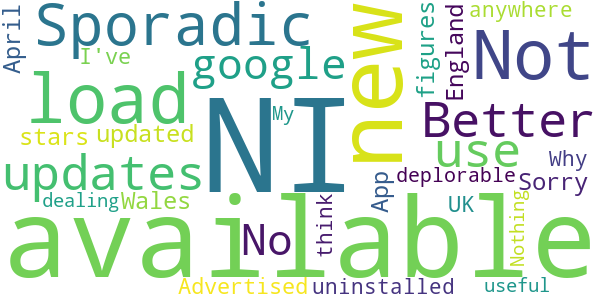 April
Sporadic
I've
google
new
figures
England
anywhere
Not
load
NI
My
stars
updated
Better
updates
use
Why
dealing
Wales
No
think
App
deplorable
Sorry
UK
Nothing
available
Advertised
uninstalled
useful